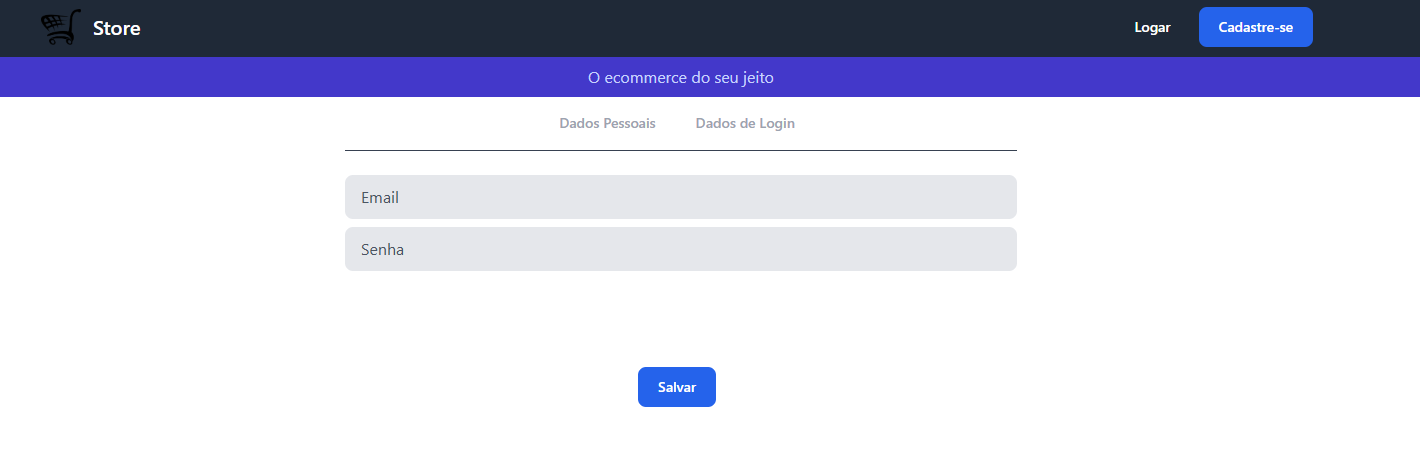 Store
Logar
Cadastre-se
O ecommerce do seu jeito
Dados Pessoais
Dados de Login
Email
Senha
Salvar